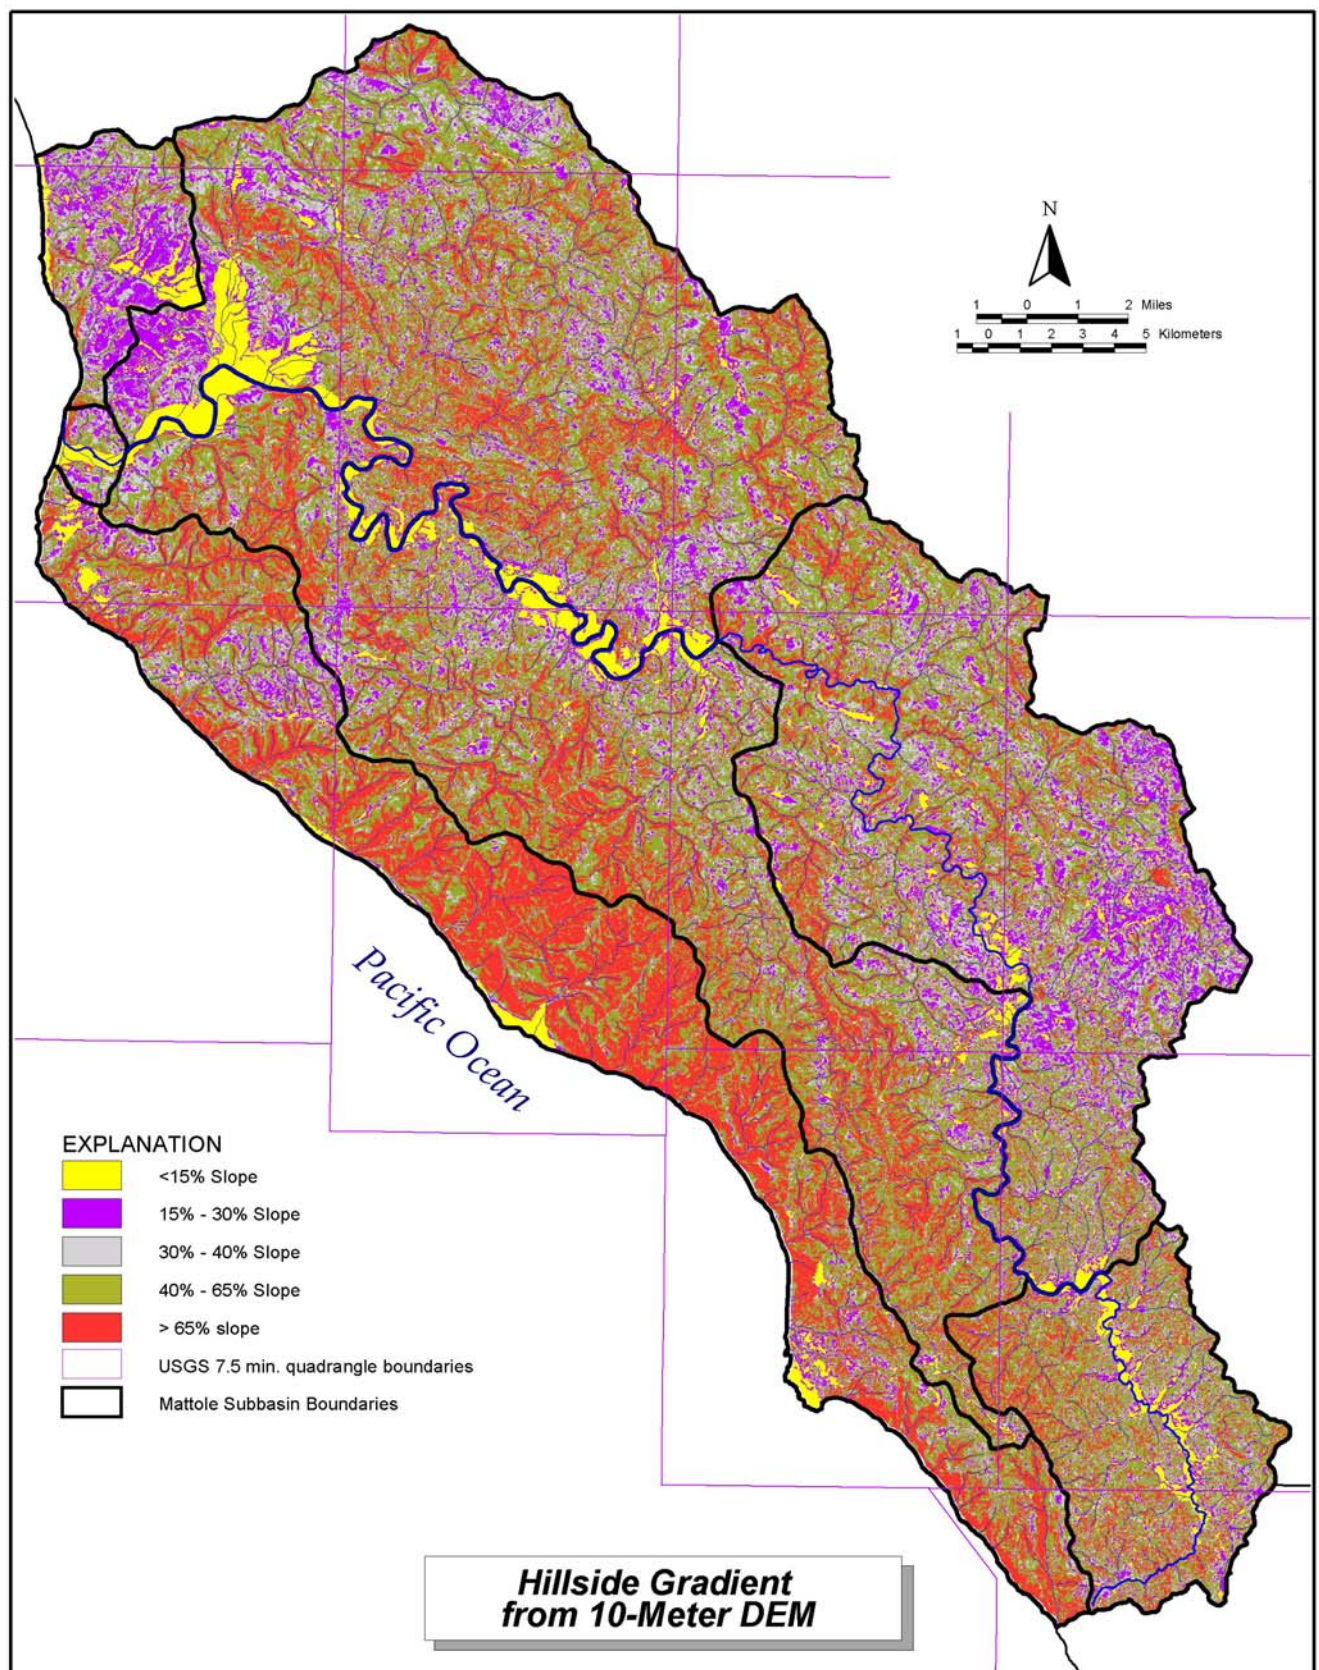 N
1 0 1 2 Miles
1 0 1 2 3 4 5 Kilometers
Pacific Ocean
EXPLANATION
<15% Slope
15% - 30% Slope
30% - 40% Slope
40% - 65% Slope
> 65% slope
USGS 7.5 min. quadrangle boundaries
Mattole Subbasin Boundaries
Hillside Gradient
from 10-Meter DEM